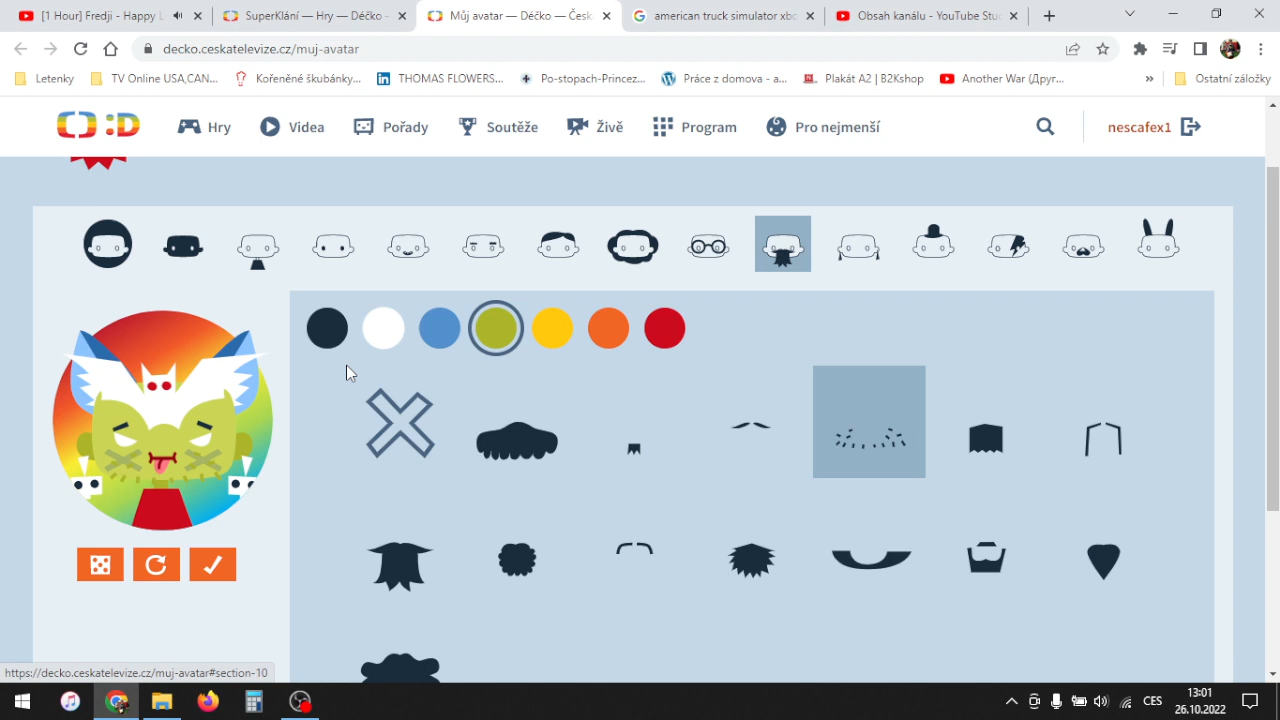 [1 Hour] Fredji - Happy L
SuperKlání — Hry — Déčko -
Můj avatar — Déčko — Česk
american truck simulator xbc
Obsah kanálu - YouTube Stud
decko.ceskatelevize.cz/muj-avatar
Letenky
TV Online USA,CAN...
Kořeněné škubánky...
THOMAS FLOWERS...
Po-stopach-Princez...
Práce z domova - a...
Plakát A2 | B2Kshop
Another War (Друг...
»
Ostatní záložky
:D
Hry
Videa
Pořady
Soutěže
Živě
Program
Pro nejmenší
nescafex1
https://decko.ceskatelevize.cz/muj-avatar#section-10
CES
13:01
26.10.2022